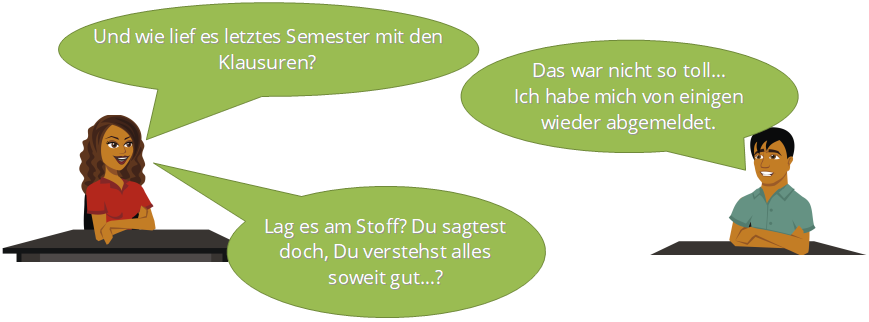 Und wie lief es letztes Semester mit den
Klausuren?
Das war nicht so toll...
Ich habe mich von einigen
wieder abgemeldet.
Lag es am Stoff? Du sagtest
doch, Du verstehst alles
soweit gut...?